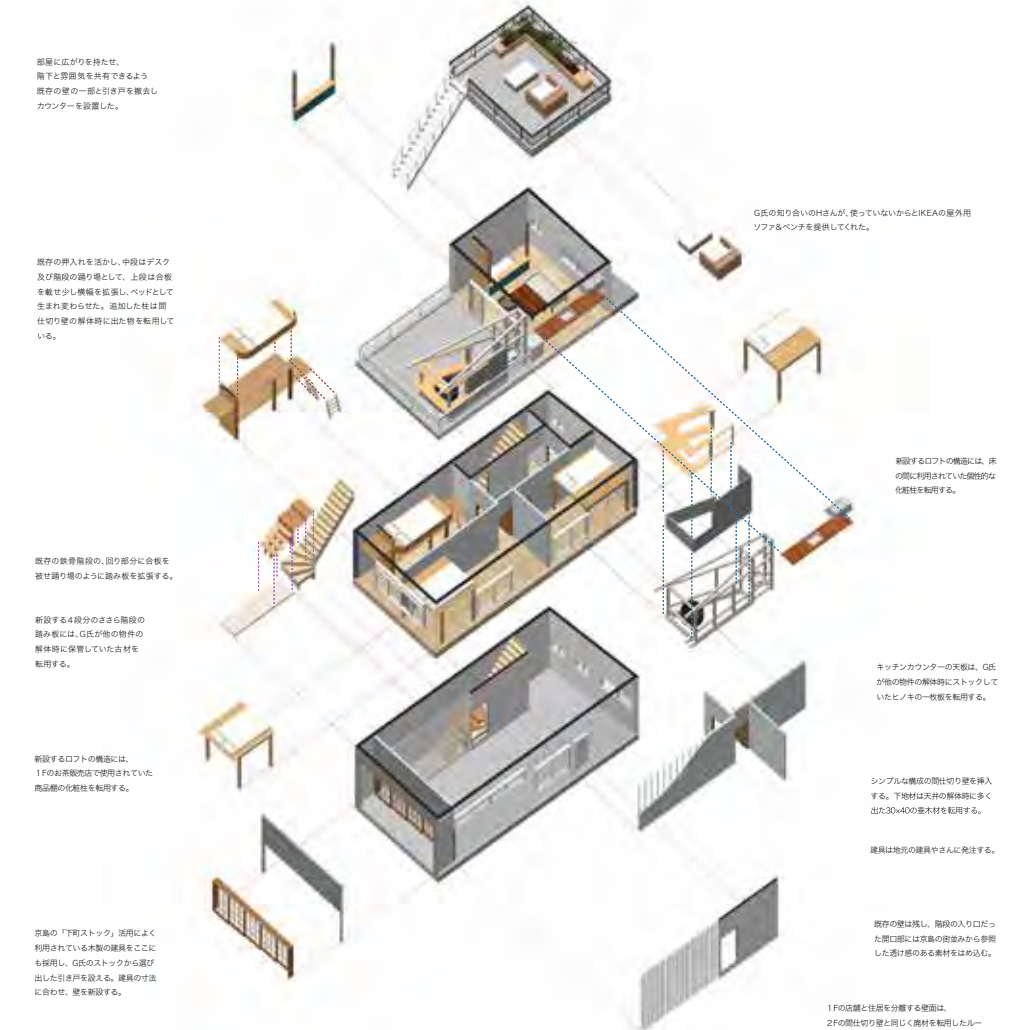 部屋に広がりを持たせ、
階下と雰囲気を共有できるよう
既存の壁の一部と引き戸を撤去し
カウンターを設置した。
G氏の知り合いのHさんが、使っていないからとIKEAの屋外用
ソファ&ベンチを提供してくれた。
既存の押入れを活かし、中段はデスク
及び階段の踊り場として、上段は合板
を載せ少し横幅を拡張し、ベッドとして
生まれ変わらせた。追加した柱は間
仕切り壁の解体時に出た物を転用して
いる。
新設するロフトの構造には、床
の間に利用されていた個性的な
化粧柱を転用する。
既存の鉄骨階段の、回り部分に合板を
被せ踊り場のように踏み板を拡張する。
新設する4段分のささら階段の
踏み板には、G氏が他の物件の
解体時に保管していた古材を
転用する。
キッチンカウンターの天板は、G氏
が他の物件の解体時にストックして
いたヒノキの一枚板を転用する。
新設するロフトの構造には、
1Fのお茶販売店で使用されていた
商品棚の化粧柱を転用する。
シンプルな構成の間仕切り壁を挿入
する。下地材は天井の解体時に多く
出た30×40の垂木材を転用する。
建具は地元の建具やさんに発注する。
京島の「下町ストック」活用によく
利用されている木製の建具をここに
も採用し、G氏のストックから選び
出した引き戸を設える。建具の寸法
に合わせ、壁を新設する。
既存の壁は残し、階段の入り口だっ
た開口部には京島の街並みから参照
した透け感のある素材をはめ込む。
1Fの店舗と住居を分離する壁面は、
2Fの間仕切り壁と同じく廃材を転用したルー